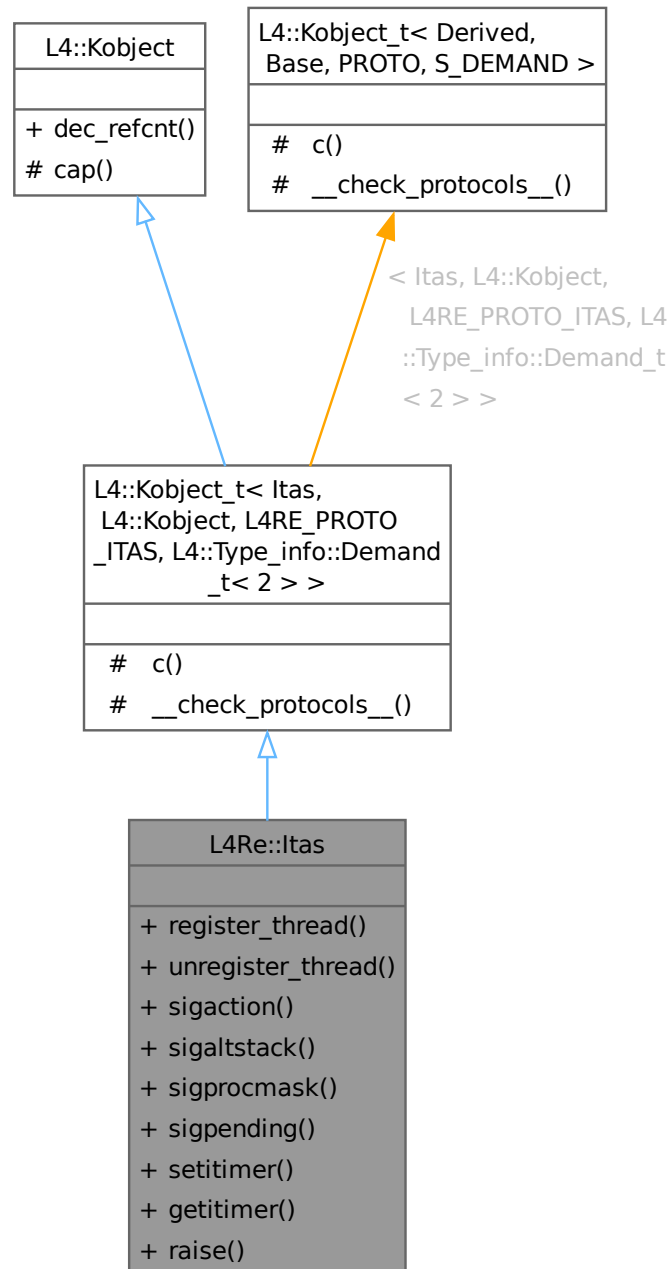 L4::Kobject
+ dec_refcnt()
# cap()
L4::Kobject_t< Derived,
Base, PROTO, S_DEMAND >
# c()
# __check_protocols__()
< Itas, L4::Kobject,
L4RE_PROTO_ITAS, L4
::Type_info::Demand_t
< 2 > >
L4::Kobject_t< Itas,
L4::Kobject, L4RE_PROTO
_ITAS, L4::Type_info::Demand
_t< 2 > >
# c()
# __check_protocols__()
L4Re::Itas
+ register_thread()
+ unregister_thread()
+ sigaction()
+ sigaltstack()
+ sigprocmask()
+ sigpending()
+ setitimer()
+ getitimer()
+ raise()